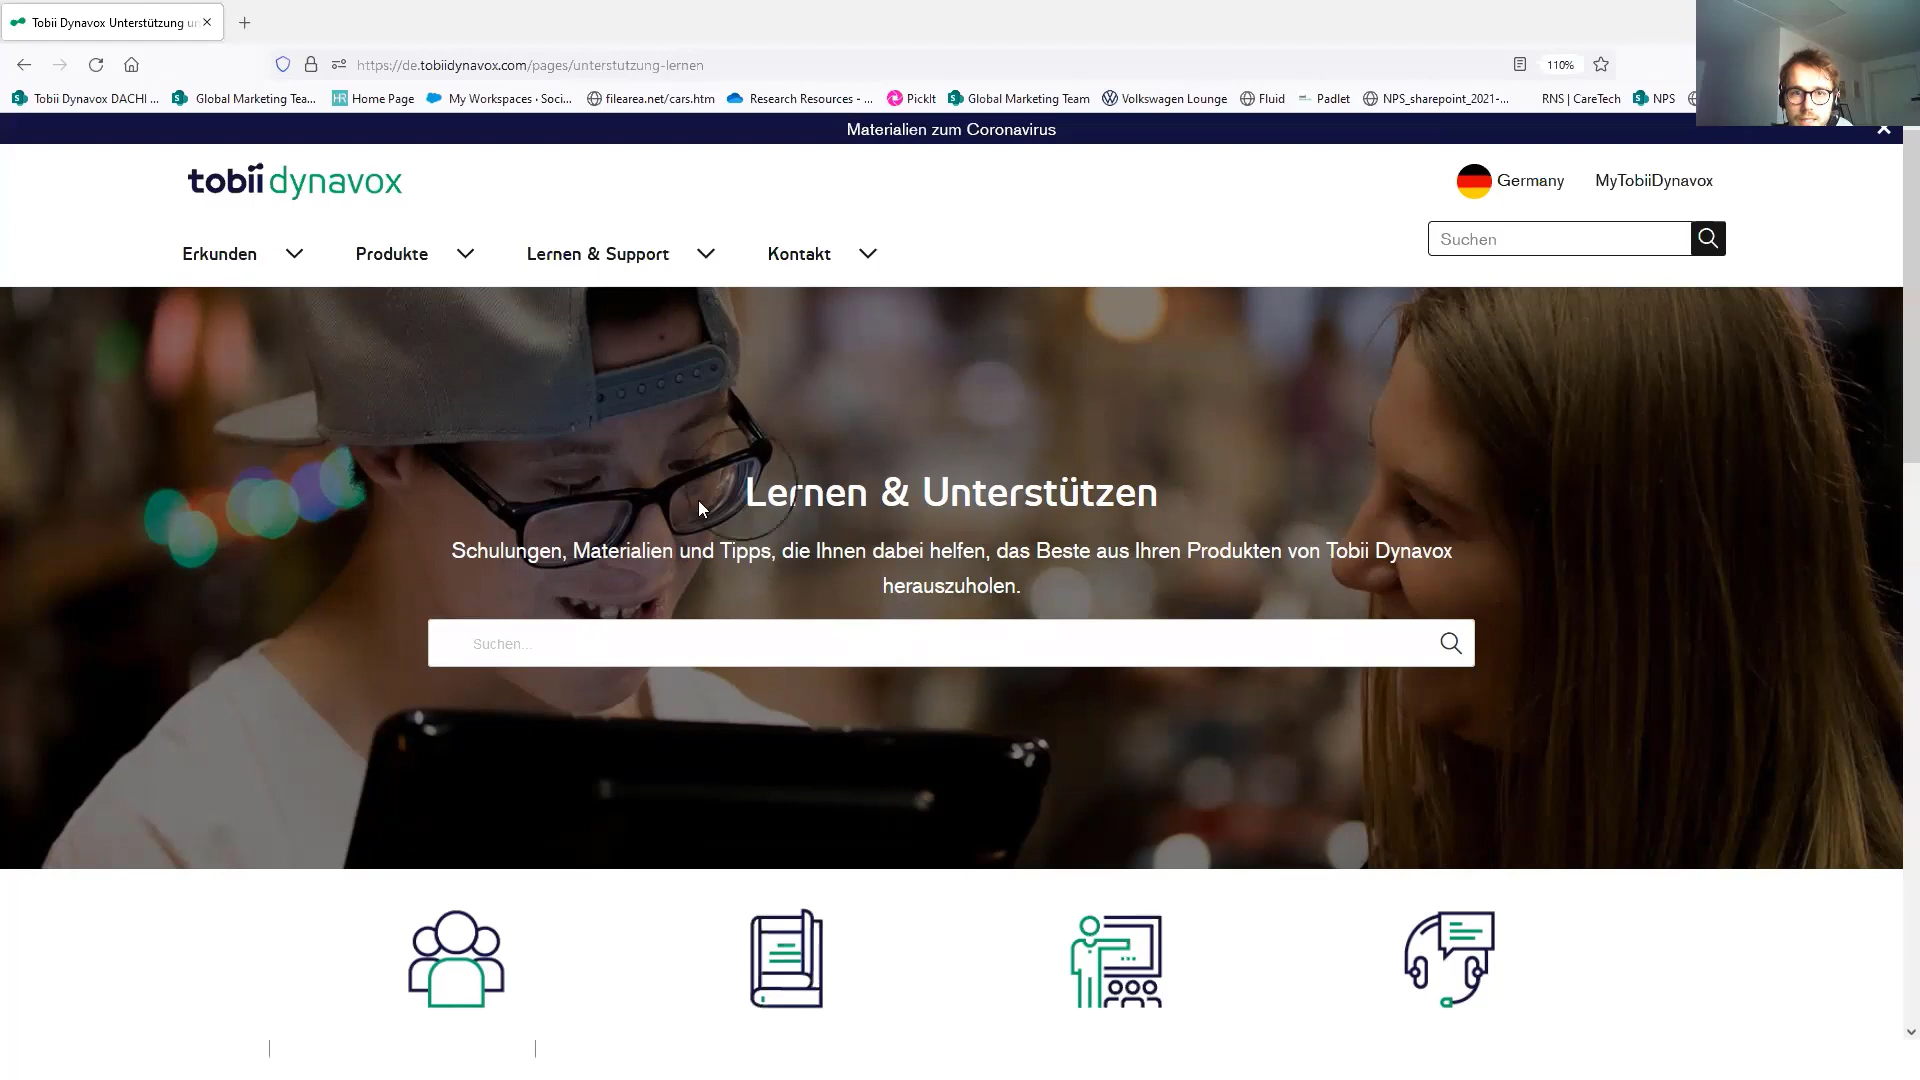 Tobii Dynavox Unterstützung u
https://de.tobiidynavox.com/pages/unterstutzung-lernen
110%
Tobii Dynavox DACHI ...
Global Marketing Tea...
Home Page
My Workspaces · Soci...
filearea.net/cars.htm
Research Resources - ...
PickIt
Global Marketing Team
Volkswagen Lounge
Fluid
Padlet
NPS_sharepoint_2021-...
RNS | CareTech
NPS
Materialien zum Coronavirus
tobii dynavox
Germany
MyTobiiDynavox
Suchen
Erkunden
Produkte
Lernen & Support
Kontakt
Lernen & Unterstützen
Schulungen, Materialien und Tipps, die Ihnen dabei helfen, das Beste aus Ihren Produkten von Tobii Dynavox
herauszuholen.
Suchen...